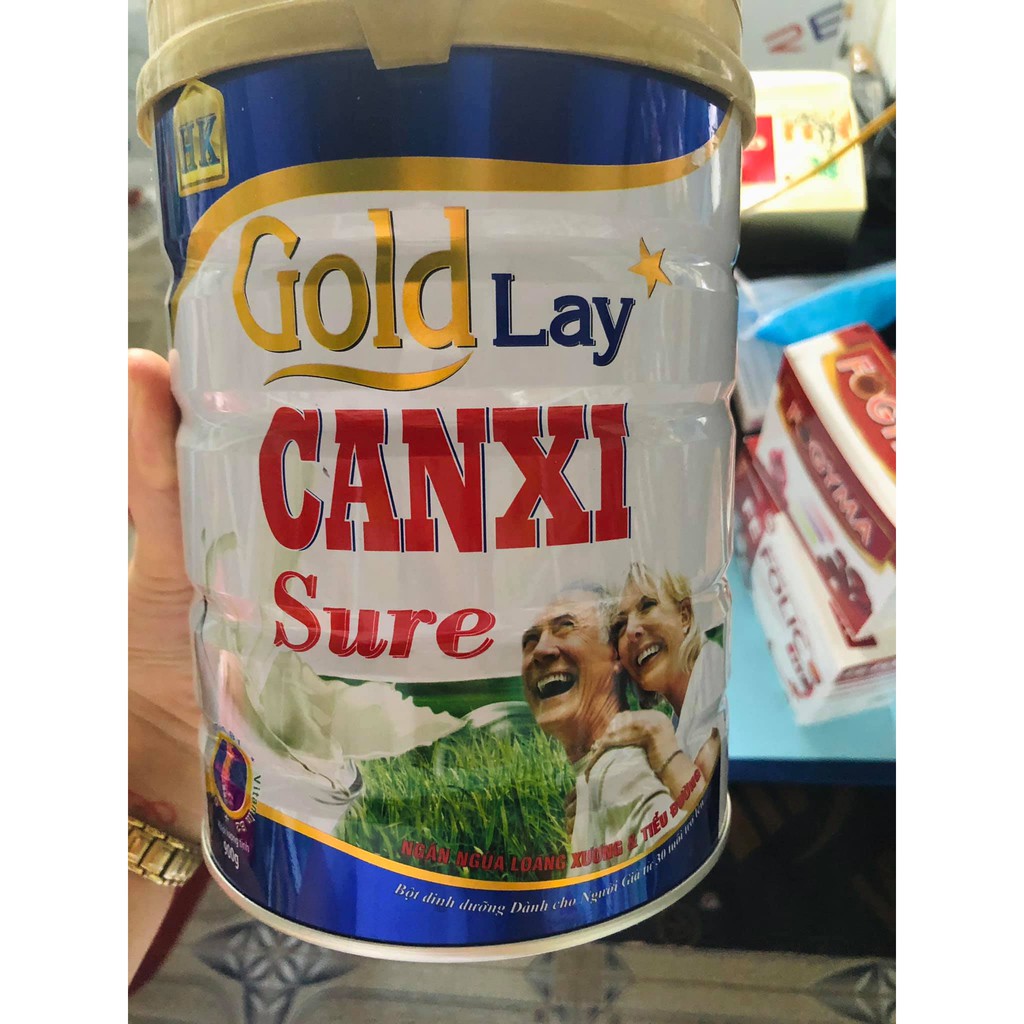 HK
Gold Lay
CANXI
Sure
NGĂN NGỪA LOÃNG XƯƠNG & TIỂU ĐƯỜNG
Bột dinh dưỡng Dành cho Người Già từ 30 tuổi trở lên
900g
FOGYMA
FOLIC